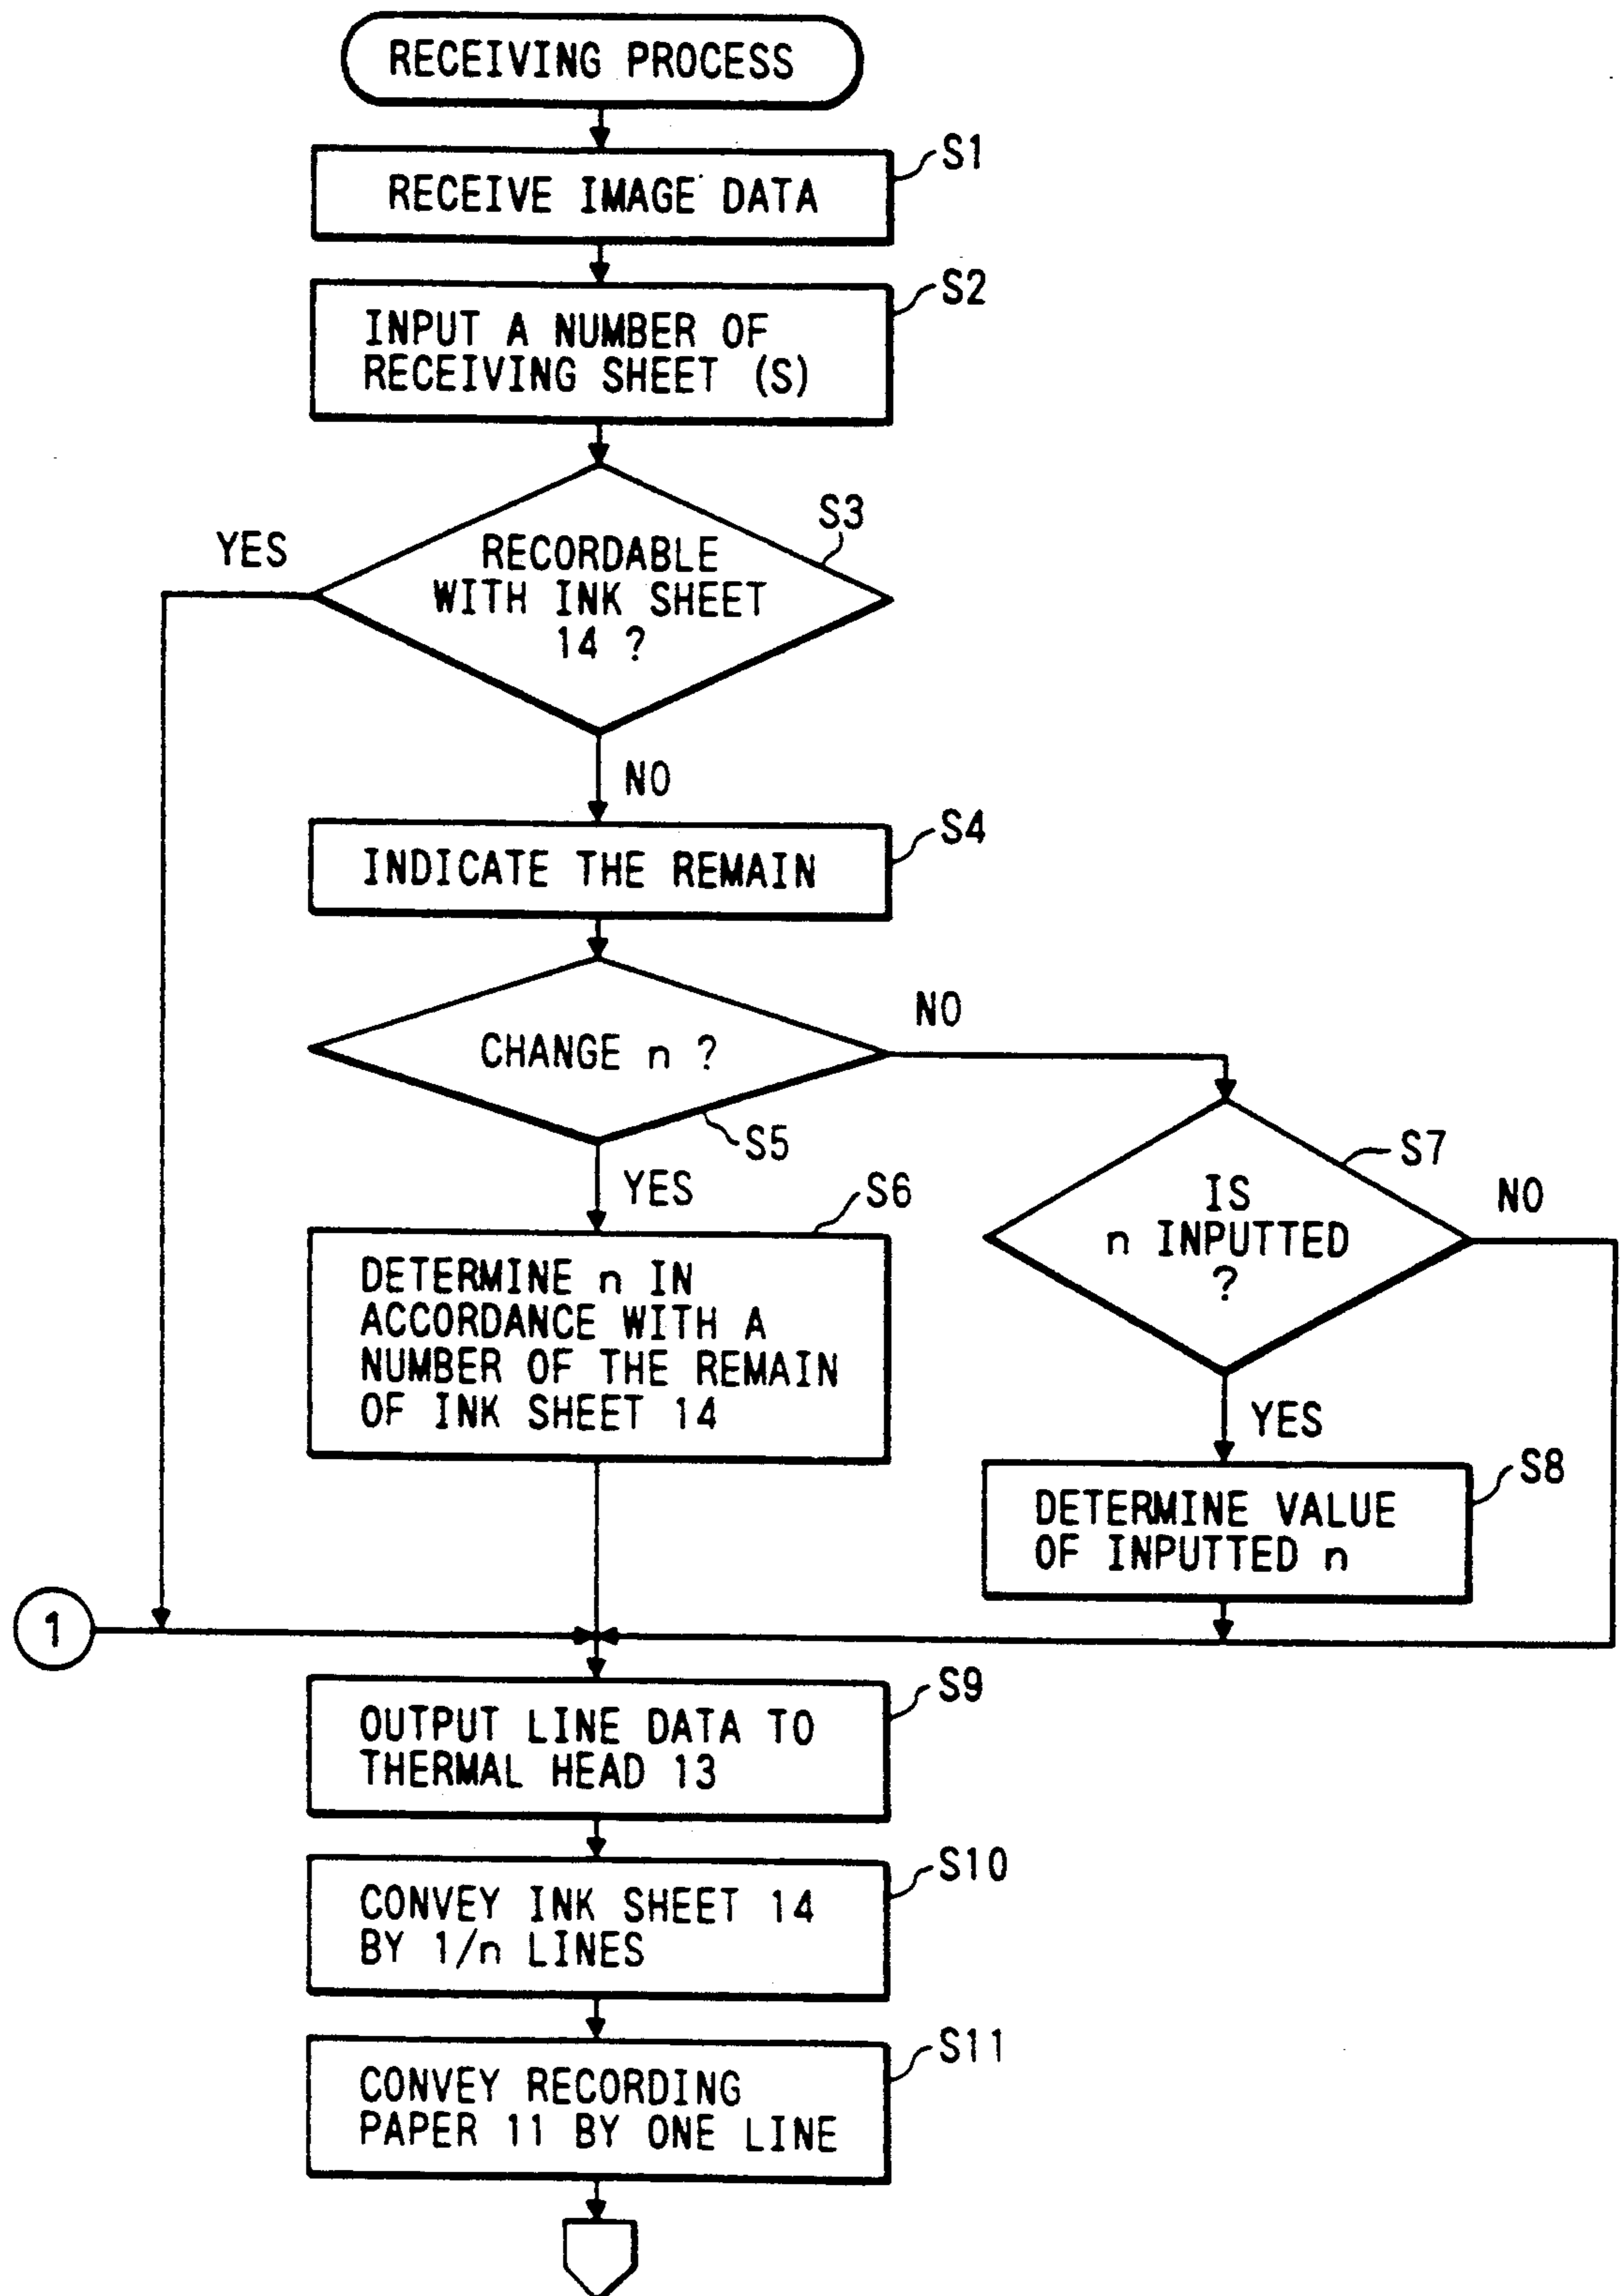 RECEIVING PROCESS
S1
RECEIVE IMAGE DATA
S2
INPUT A NUMBER OF
RECEIVING SHEET (S)
S3
YES
RECORDABLE
WITH INK SHEET
14 ?
NO
S4
INDICATE THE REMAIN
NO
CHANGE n ?
S5
YES
S6
DETERMINE n IN
ACCORDANCE WITH A
NUMBER OF THE REMAIN
OF INK SHEET 14
S7
IS
n INPUTTED
?
NO
YES
S8
DETERMINE VALUE
OF INPUTTED n
1
S9
OUTPUT LINE DATA TO
THERMAL HEAD 13
S10
CONVEY INK SHEET 14
BY 1/n LINES
S11
CONVEY RECORDING
PAPER 11 BY ONE LINE